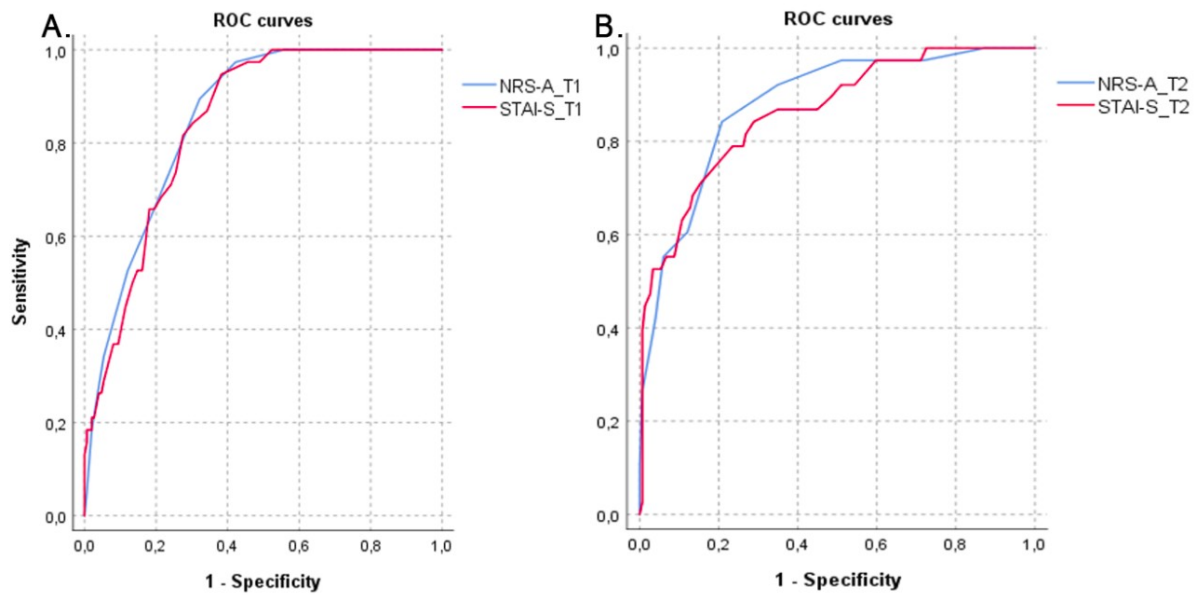 A.
ROC curves
1,0
0,8
0,6
0,4
0,2
0,0
Sensitivity
0,0 0,2 0,4 0,6 0,8 1,0
1 - Specificity
NRS-A_T1
STAI-S_T1
B.
ROC curves
1,0
0,8
0,6
0,4
0,2
0,0
0,0 0,2 0,4 0,6 0,8 1,0
1 - Specificity
NRS-A_T2
STAI-S_T2